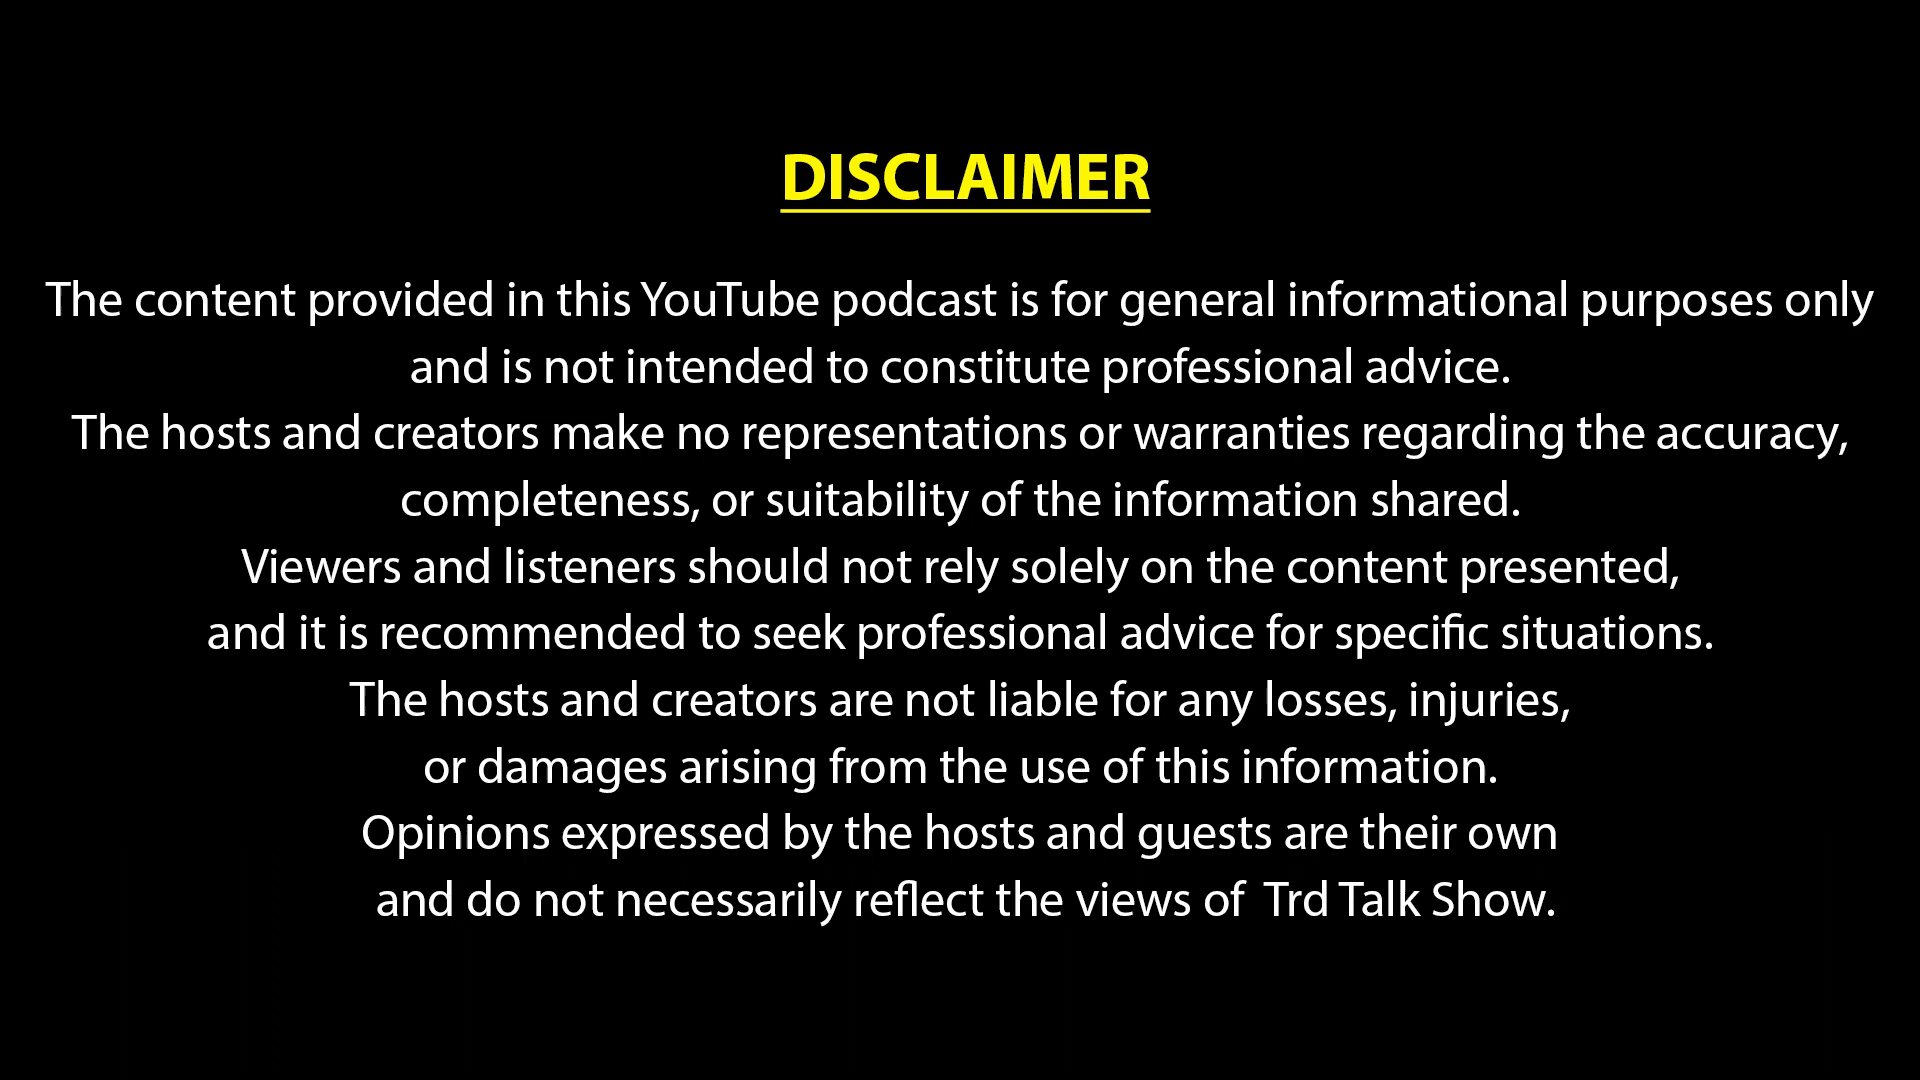 DISCLAIMER
The content provided in this YouTube podcast is for general informational purposes only
and is not intended to constitute professional advice.
The hosts and creators make no representations or warranties regarding the accuracy,
completeness, or suitability of the information shared.
Viewers and listeners should not rely solely on the content presented,
and it is recommended to seek professional advice for specific situations.
The hosts and creators are not liable for any losses, injuries,
or damages arising from the use of this information.
Opinions expressed by the hosts and guests are their own
and do not necessarily reflect the views of  Trd Talk Show.